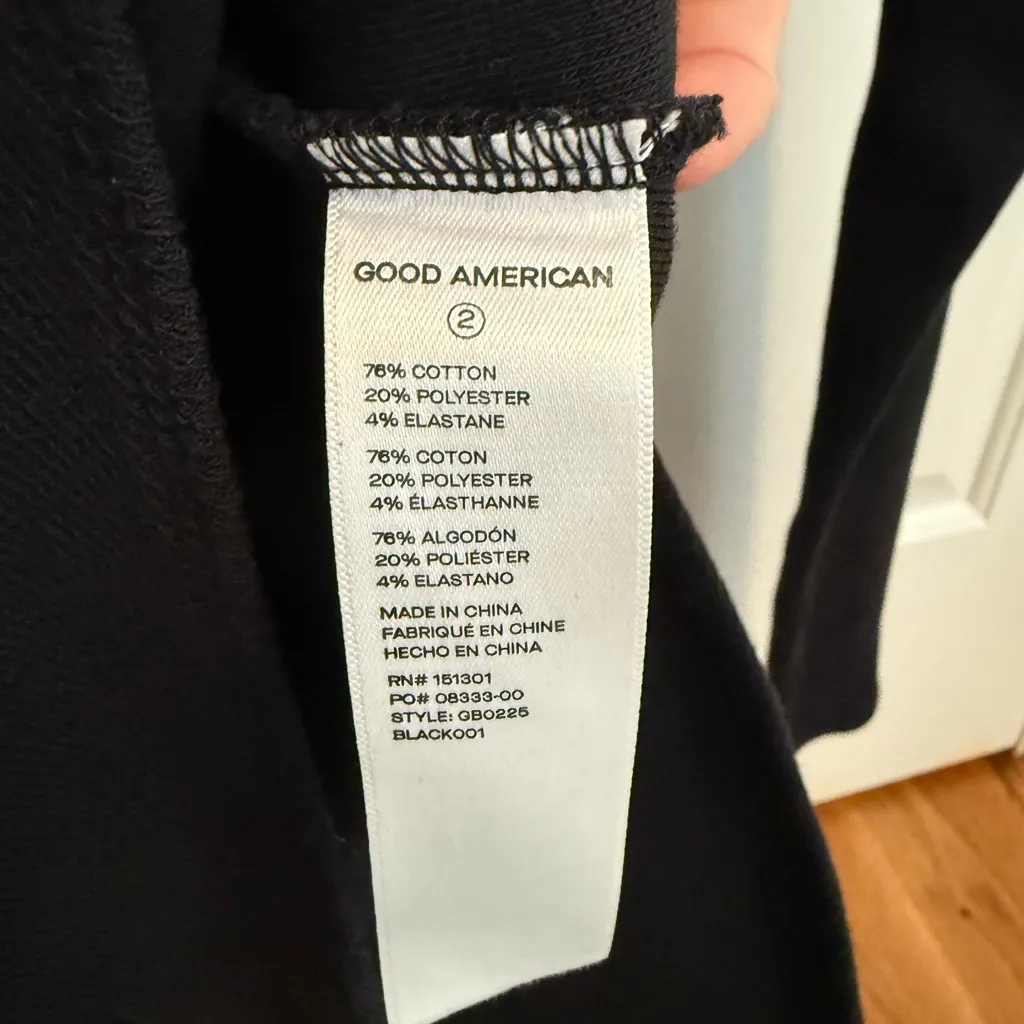 GOOD AMERICAN
2
76% COTTON
20% POLYESTER
4% ELASTANE
76% COTON
20% POLYESTER
4% ÉLASTHANNE
76% ALGODÓN
20% POLIÉSTER
4% ELASTANO
MADE IN CHINA
FABRIQUÉ EN CHINE
HECHO EN CHINA
RN# 151301
PO# 08333-00
STYLE: GB0225
BLACK001